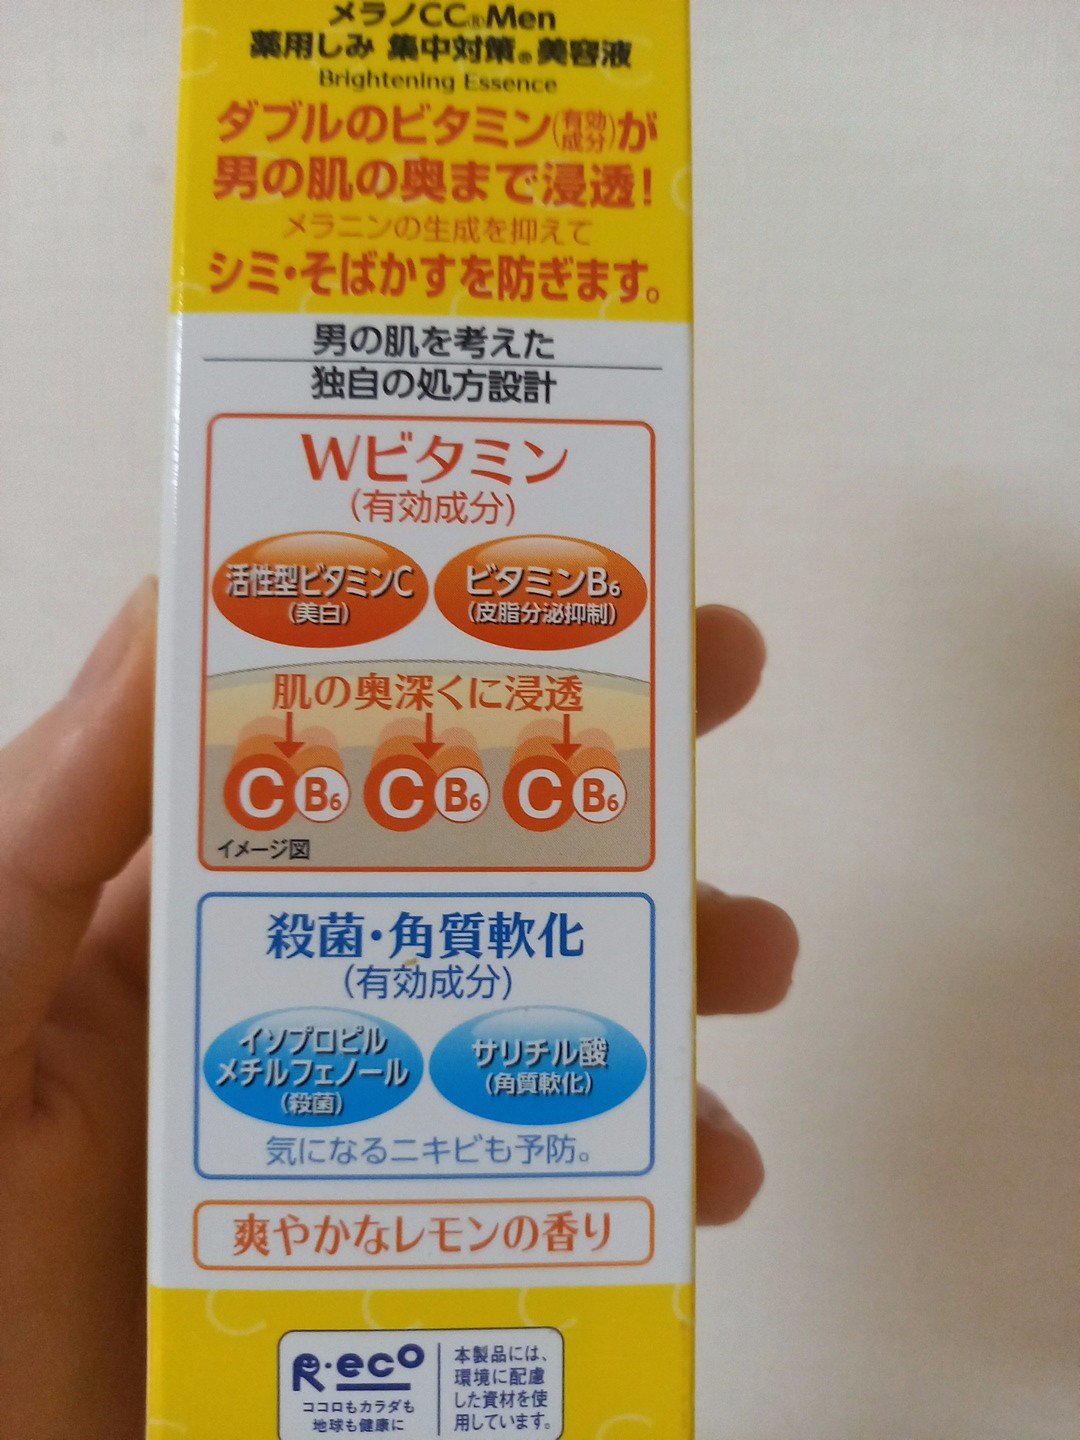 メラノCC®Men
薬用しみ 集中対策®美容液
Brightening Essence
ダブルのビタミン(有効成分)が
男の肌の奥まで浸透!
メラニンの生成を抑えて
シミ・そばかすを防ぎます。
男の肌を考えた
独自の処方設計
Wビタミン
(有効成分)
活性型ビタミンC
(美白)
ビタミンB6
(皮脂分泌抑制)
肌の奥深くに浸透
C B6 C B6 C B6
イメージ図
殺菌・角質軟化
(有効成分)
イソプロピル
メチルフェノール
(殺菌)
サリチル酸
(角質軟化)
気になるニキビも予防。
爽やかなレモンの香り
R・eco
ココロもカラダも
地球も健康に
本製品には、
環境に配慮
した資材を使
用しています。